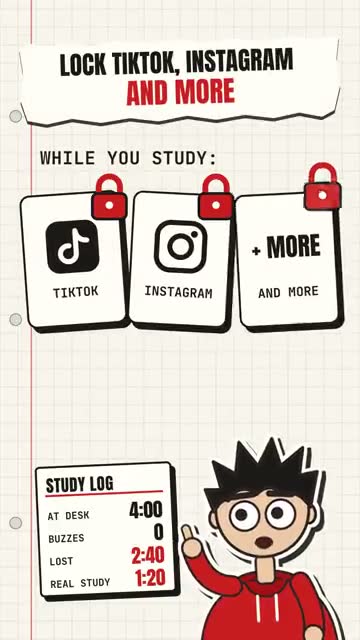 LOCK TIKTOK, INSTAGRAM
AND MORE
WHILE YOU STUDY:
TIKTOK
INSTAGRAM
+ MORE
AND MORE
STUDY LOG
AT DESK 4:00
BUZZES 0
LOST 2:40
REAL STUDY 1:20